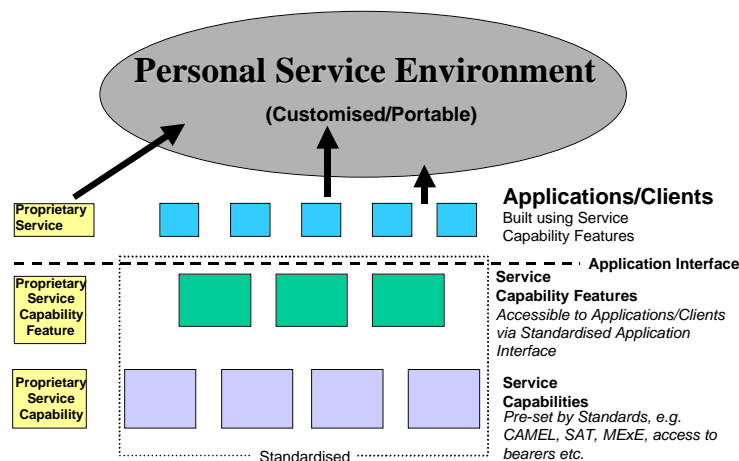 Personal Service Environment
(Customised/Portable)
Proprietary
Service
Applications/Clients
Built using Service
Capability Features
Application Interface
Proprietary
Service
Capability
Feature
Service
Capability Features
Accessible to Applications/Clients
via Standardised Application
Interface
Proprietary
Service
Capability
Service
Capabilities
Pre-set by Standards, e.g.
CAMEL, SAT, MExE, access to
bearers etc.
Standardised